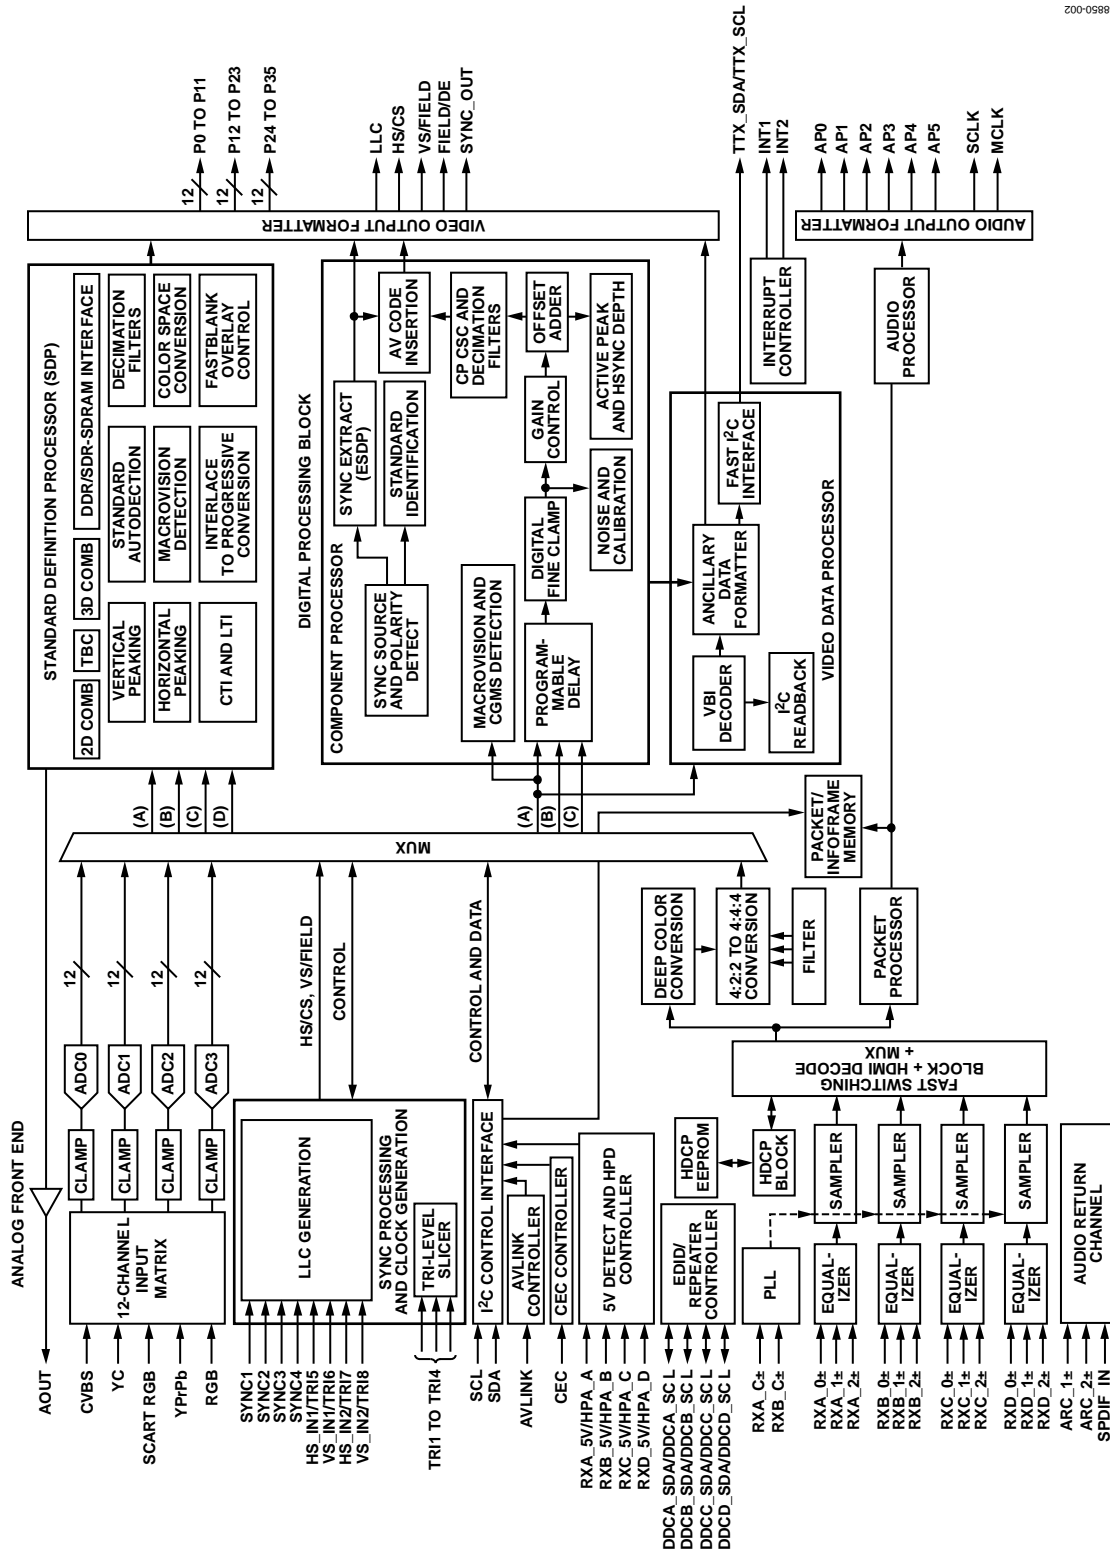 ANALOG FRONT END
AOUT
CVBS
YC
SCART RGB
YPrPb
RGB
12-CHANNEL
INPUT
MATRIX
CLAMP
CLAMP
CLAMP
CLAMP
ADC0
ADC1
ADC2
ADC3
12
12
12
12
SYNC1
SYNC2
SYNC3
SYNC4
HS_IN1/TRI5
VS_IN1/TRI6
HS_IN2/TRI7
VS_IN2/TRI8
TRI1 TO TRI4
LLC GENERATION
SYNC PROCESSING
AND CLOCK GENERATION
TRI-LEVEL
SLICER
HS/CS, VS/FIELD
CONTROL
SCL
SDA
AVLINK
CEC
I2C CONTROL INTERFACE
AVLINK
CONTROLLER
CEC CONTROLLER
CONTROL AND DATA
RXA_5V/HPA_A
RXB_5V/HPA_B
RXC_5V/HPA_C
RXD_5V/HPA_D
5V DETECT AND HPD
CONTROLLER
DDCA_SDA/DDCA_SC L
DDCB_SDA/DDCB_SC L
DDCC_SDA/DDCC_SC L
DDCD_SDA/DDCD_SC L
EDID/
REPEATER
CONTROLLER
HDCP
EEPROM
HDCP
BLOCK
RXA_C±
RXB_C±
PLL
RXA_0±
RXA_1±
RXA_2±
EQUAL-
IZER
SAMPLER
RXB_0±
RXB_1±
RXB_2±
EQUAL-
IZER
SAMPLER
RXC_0±
RXC_1±
RXC_2±
EQUAL-
IZER
SAMPLER
RXD_0±
RXD_1±
RXD_2±
EQUAL-
IZER
SAMPLER
ARC_1±
ARC_2±
SPDIF_IN
AUDIO RETURN
CHANNEL
FAST SWITCHING
BLOCK + HDMI DECODE
+ MUX
DEEP COLOR
CONVERSION
4:2:2 TO 4:4:4
CONVERSION
FILTER
PACKET
PROCESSOR
PACKET/
INFOFRAME
MEMORY
MUX
(A)
(B)
(C)
(D)
(A)
(B)
(C)
STANDARD DEFINITION PROCESSOR (SDP)
2D COMB
TBC
3D COMB
DDR/SDR-SDRAM INTERFACE
VERTICAL
PEAKING
STANDARD
AUTODECTION
DECIMATION
FILTERS
HORIZONTAL
PEAKING
MACROVISION
DETECTION
COLOR SPACE
CONVERSION
CTI AND LTI
INTERLACE
TO PROGRESSIVE
CONVERSION
FASTBLANK
OVERLAY
CONTROL
DIGITAL PROCESSING BLOCK
COMPONENT PROCESSOR
SYNC SOURCE
AND POLARITY
DETECT
SYNC EXTRACT
(ESDP)
STANDARD
IDENTIFICATION
AV CODE
INSERTION
MACROVISION AND
CGMS DETECTION
CP CSC AND
DECIMATION
FILTERS
PROGRAM-
MABLE
DELAY
DIGITAL
FINE CLAMP
GAIN
CONTROL
OFFSET
ADDER
NOISE AND
CALIBRATION
ACTIVE PEAK
AND HSYNC DEPTH
VBI
DECODER
ANCILLARY
DATA
FORMATTER
FAST I2C
INTERFACE
I2C
READBACK
VIDEO DATA PROCESSOR
INTERRUPT
CONTROLLER
AUDIO
PROCESSOR
VIDEO OUTPUT FORMATTER
AUDIO OUTPUT FORMATTER
12
12
12
P0 TO P11
P12 TO P23
P24 TO P35
LLC
HS/CS
VS/FIELD
FIELD/DE
SYNC_OUT
TTX_SDA/TTX_SCL
INT1
INT2
AP0
AP1
AP2
AP3
AP4
AP5
SCLK
MCLK
8850-002